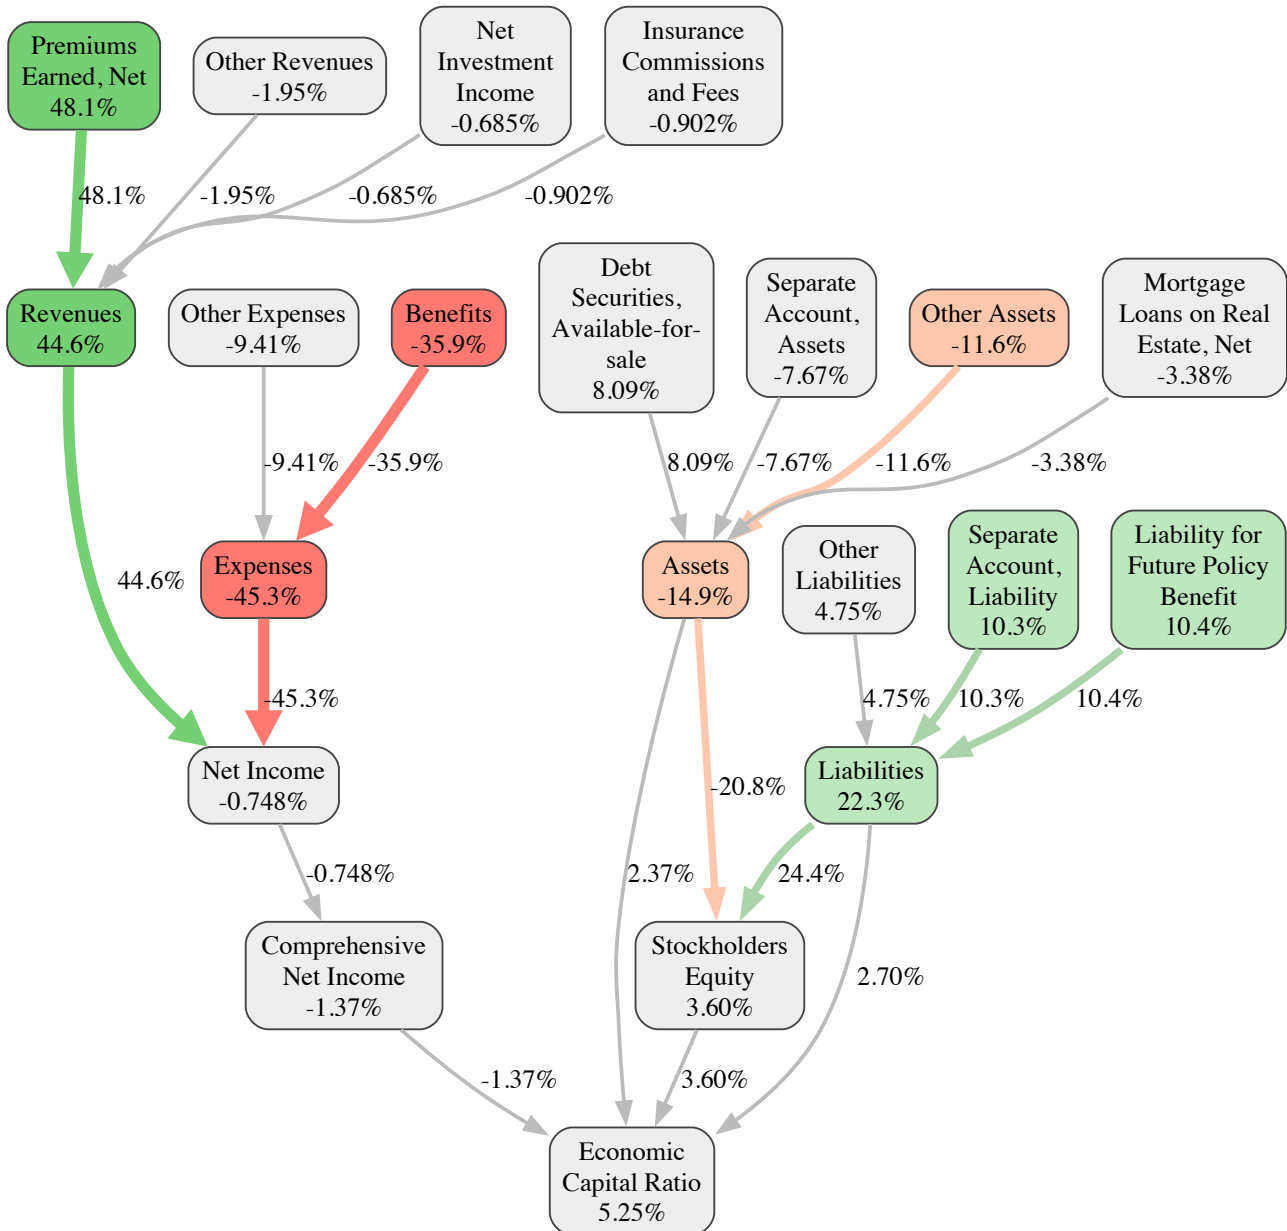 Premiums
Earned, Net
48.1%
Other Revenues
-1.95%
Net
Investment
Income
-0.685%
Insurance
Commissions
and Fees
-0.902%
48.1%
-1.95%
-0.685%
-0.902%
Revenues
44.6%
Other Expenses
-9.41%
Benefits
-35.9%
Debt
Securities,
Available-for-
sale
8.09%
Separate
Account,
Assets
-7.67%
Other Assets
-11.6%
Mortgage
Loans on Real
Estate, Net
-3.38%
-9.41%
-35.9%
8.09%
-7.67%
-11.6%
-3.38%
44.6%
Expenses
-45.3%
Assets
-14.9%
Other
Liabilities
4.75%
Separate
Account,
Liability
10.3%
Liability for
Future Policy
Benefit
10.4%
-45.3%
4.75%
10.3%
10.4%
Net Income
-0.748%
-20.8%
Liabilities
22.3%
-0.748%
2.37%
24.4%
Comprehensive
Net Income
-1.37%
Stockholders
Equity
3.60%
2.70%
-1.37%
3.60%
Economic
Capital Ratio
5.25%